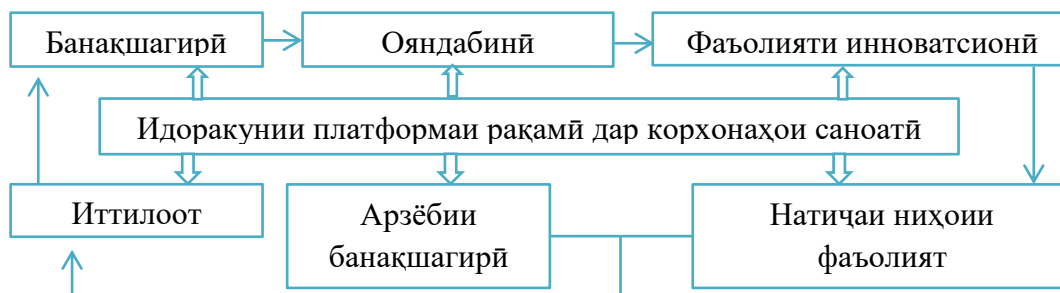 Банақшагирӣ
Ояндабинӣ
Фаъолияти инноватсионӣ
Идоракунии платформаи рақамӣ дар корхонаҳои саноатӣ
Иттилоот
Арзёбии
банақшагирӣ
Натиҷаи ниҳоии
фаъолият